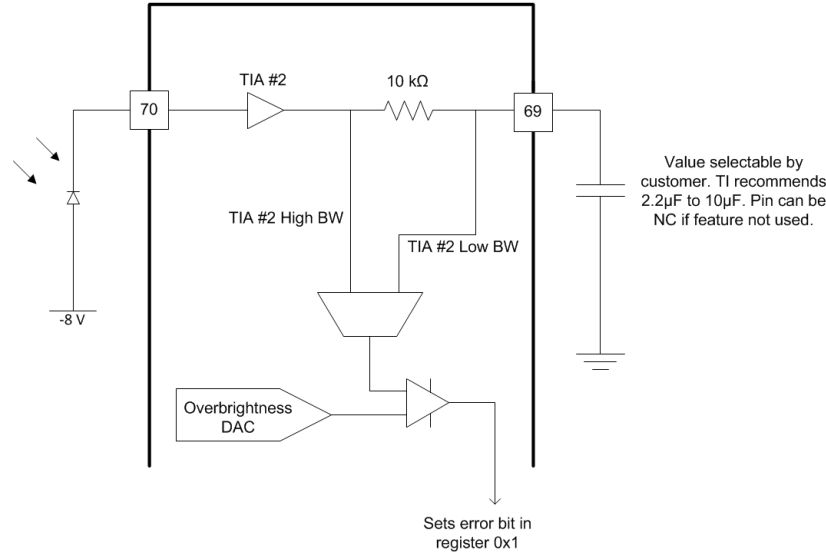 TIA #2
10 kΩ
70
69
Value selectable by
customer. TI recommends
2.2µF to 10µF. Pin can be
NC if feature not used.
TIA #2 High BW
TIA #2 Low BW
-8 V
Overbrightness
DAC
Sets error bit in
register 0x1